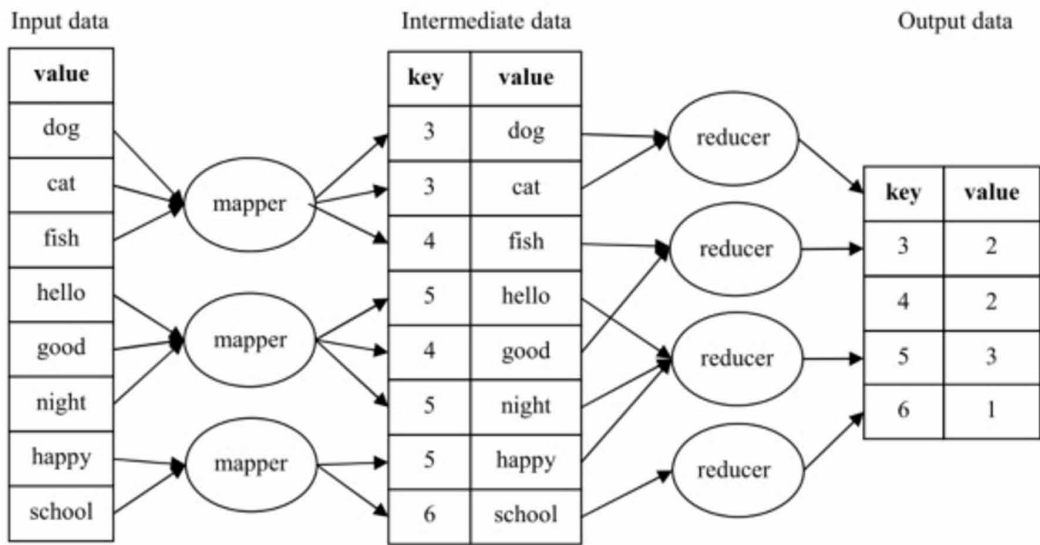 Input data
Intermediate data
Output data
value
dog
cat
fish
hello
good
night
happy
school
mapper
mapper
mapper
key value
3 dog
3 cat
4 fish
5 hello
4 good
5 night
5 happy
6 school
reducer
reducer
reducer
reducer
key value
3 2
4 2
5 3
6 1